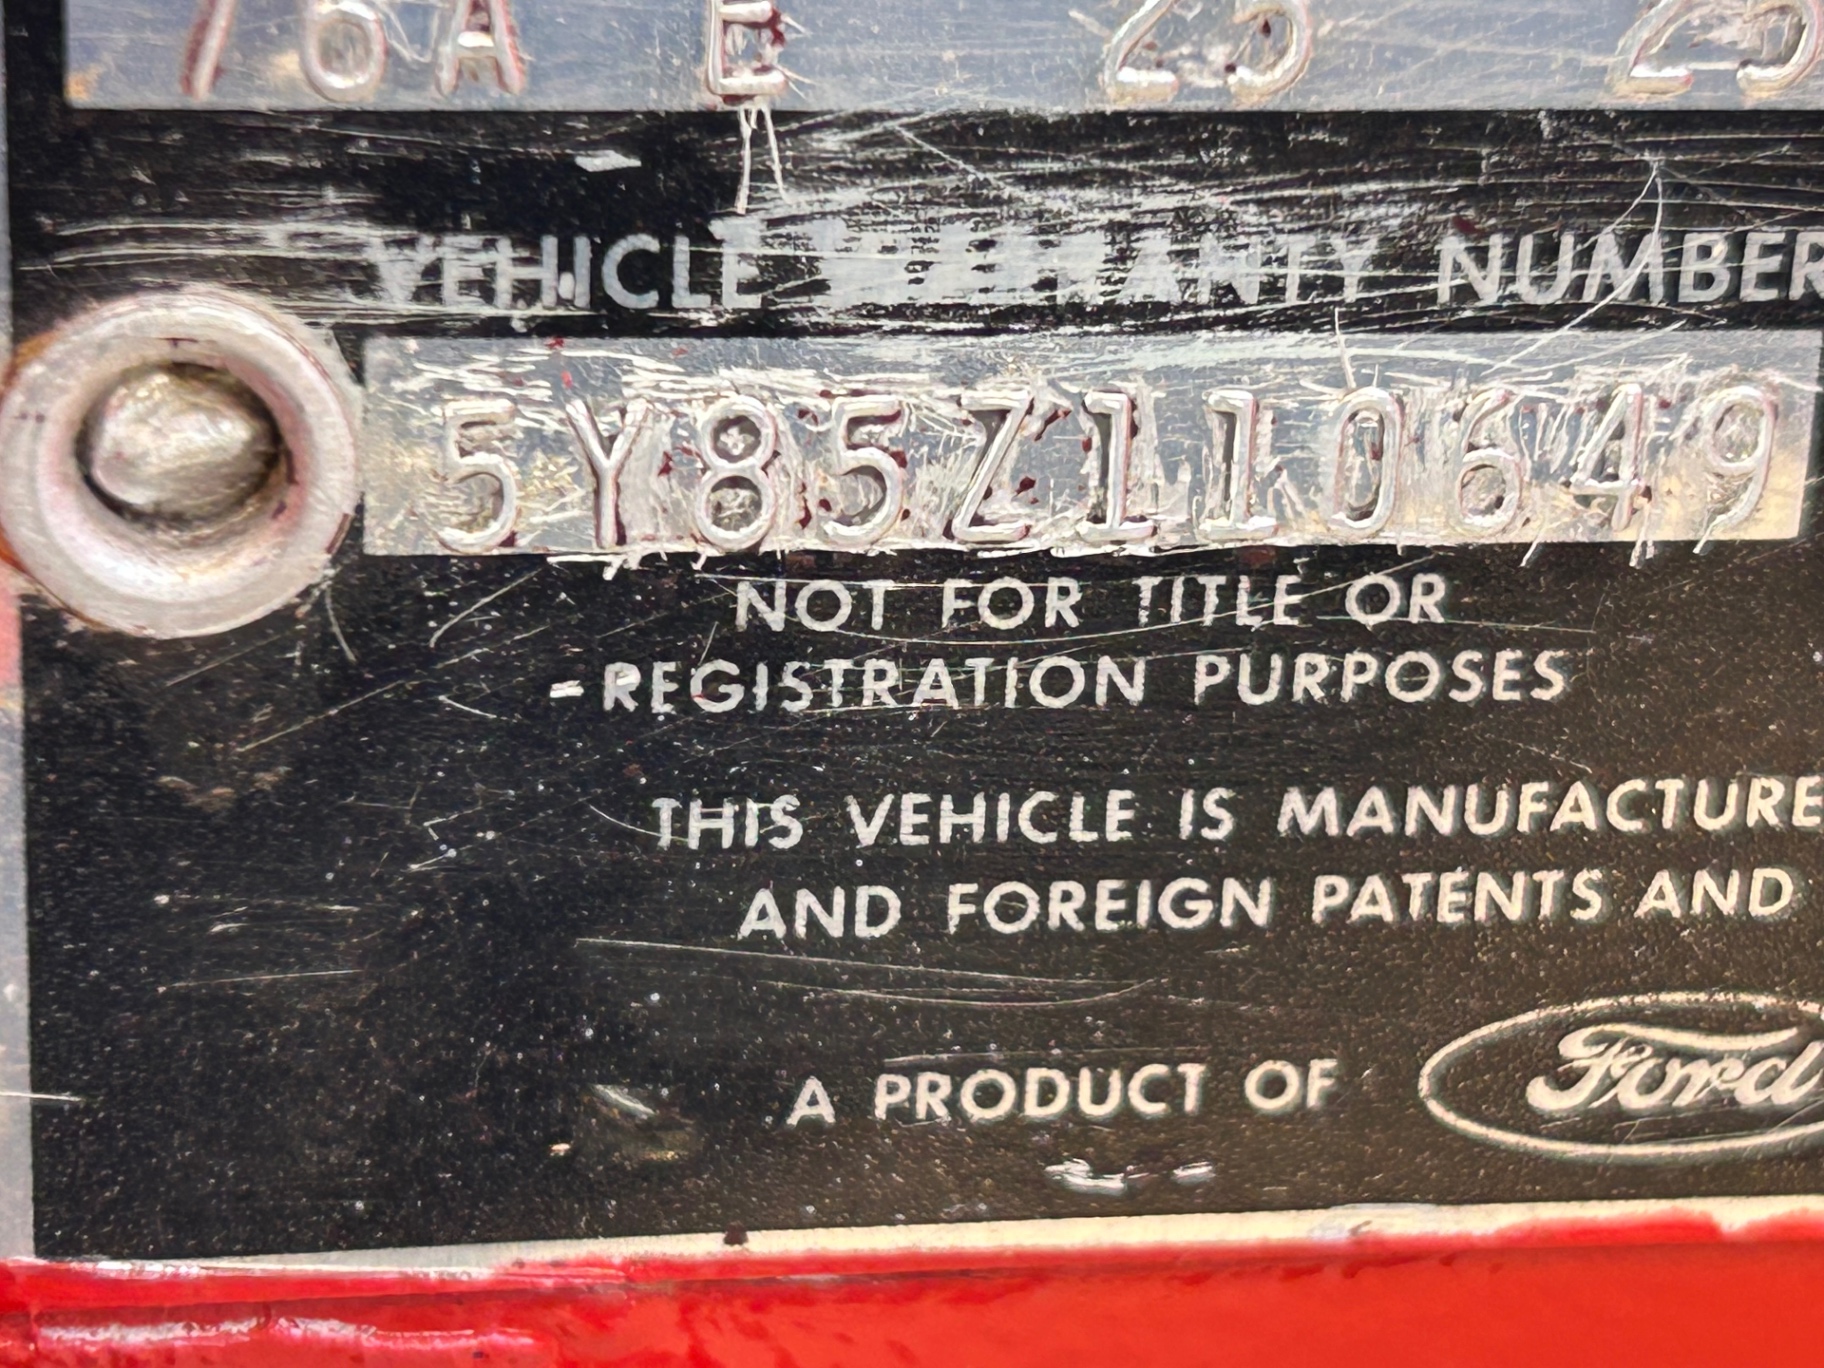 76A E 25 25
VEHICLE WARRANTY NUMBER
5Y85Z110649
NOT FOR TITLE OR
-REGISTRATION PURPOSES
THIS VEHICLE IS MANUFACTURE
AND FOREIGN PATENTS AND
A PRODUCT OF Ford